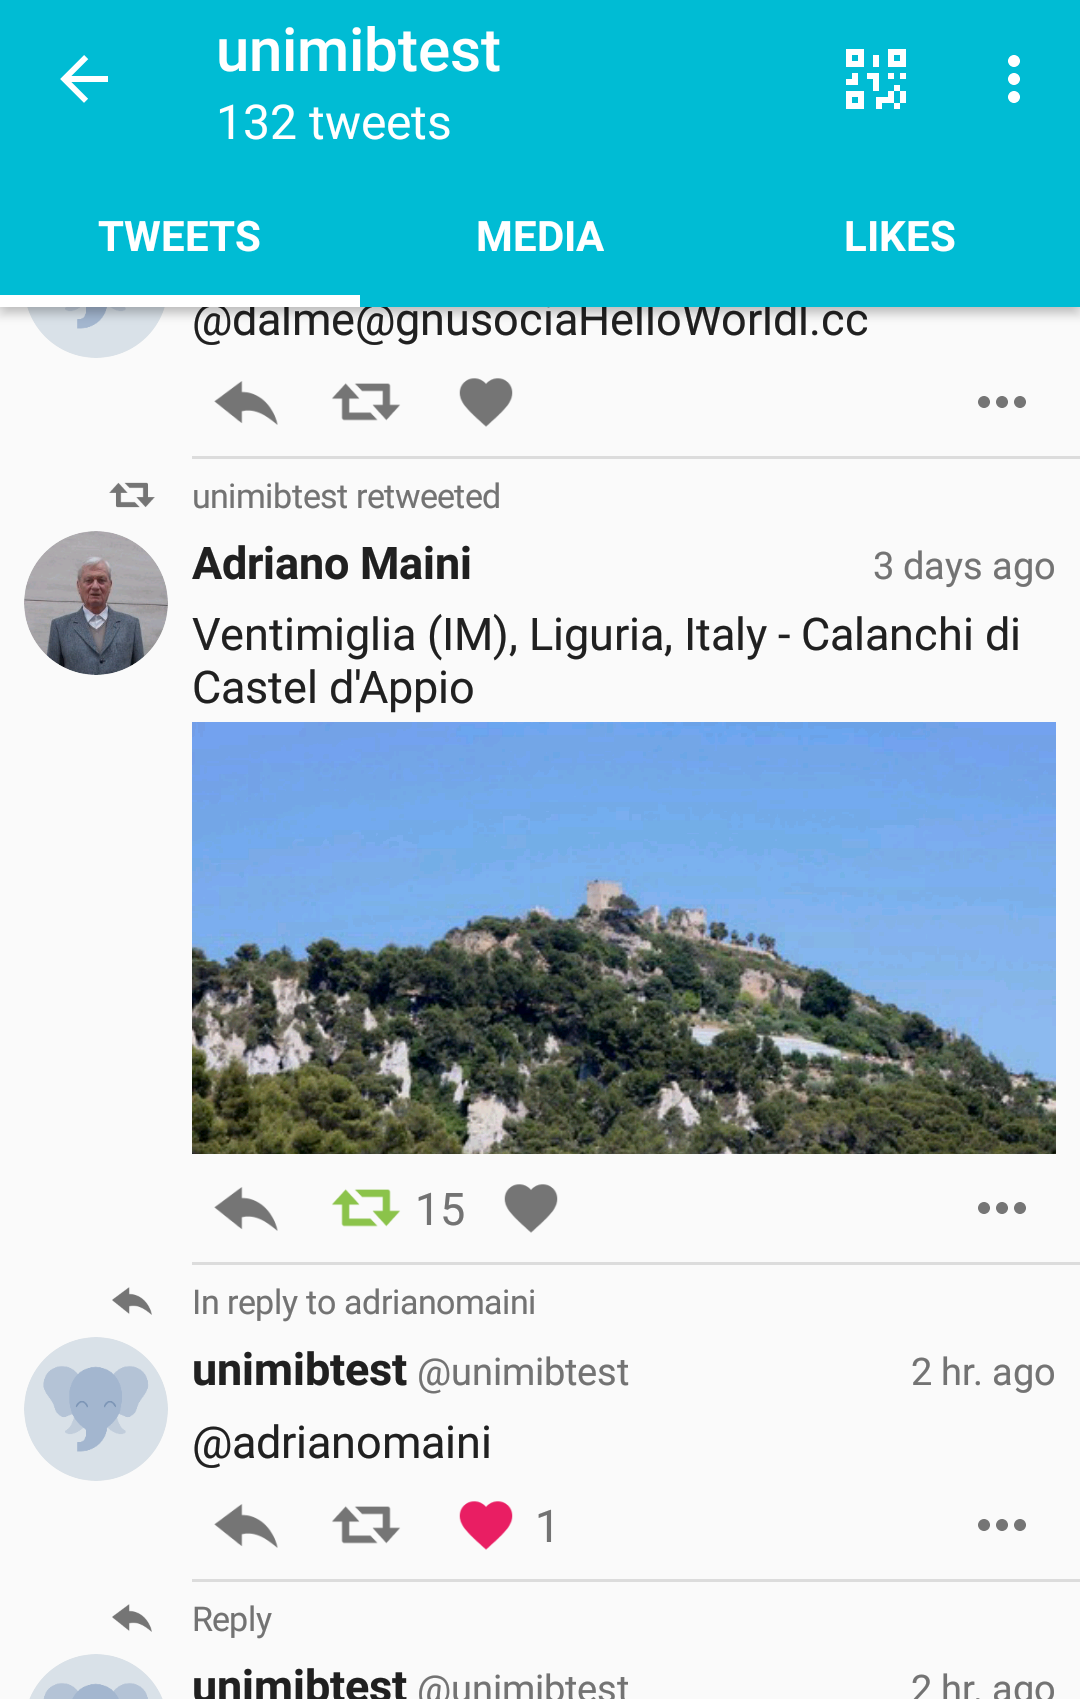 unimibtest
132 tweets
TWEETS MEDIA LIKES
@dalme@gnusociaHelloWorldl.cc
unimibtest retweeted
Adriano Maini 3 days ago
Ventimiglia (IM), Liguria, Italy - Calanchi di
Castel d'Appio
15
In reply to adrianomaini
unimibtest @unimibtest 2 hr. ago
@adrianomaini
1
Reply
unimibtest @unimibtest 2 hr. ago